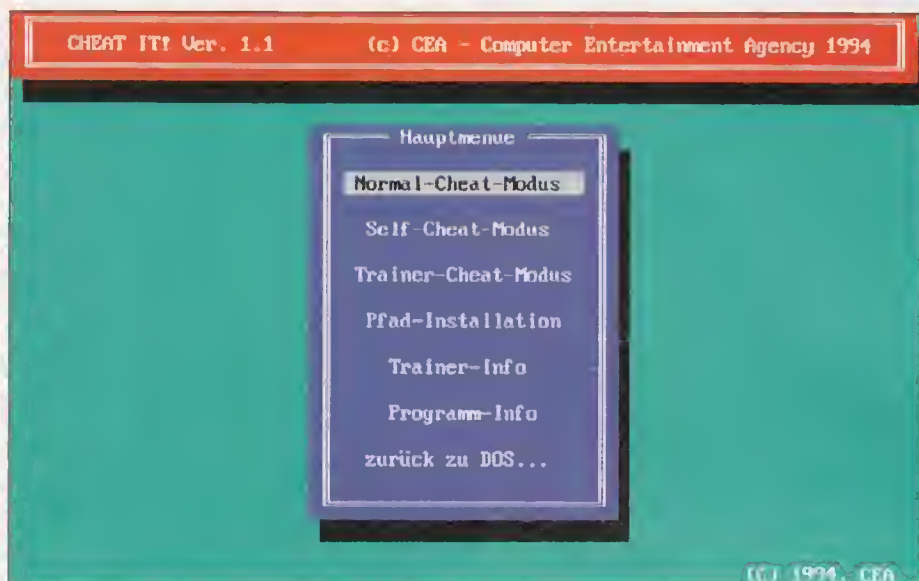 CHEAT IT! Ver. 1.1 (c) CEA - Computer Entertainment Agency 1994
Hauptmenue
Normal-Cheat-Modus
Self-Cheat-Modus
Trainer-Cheat-Modus
Pfad-Installation
Trainer-Info
Programm-Info
zurück zu DOS...
(C) 1994, CEA